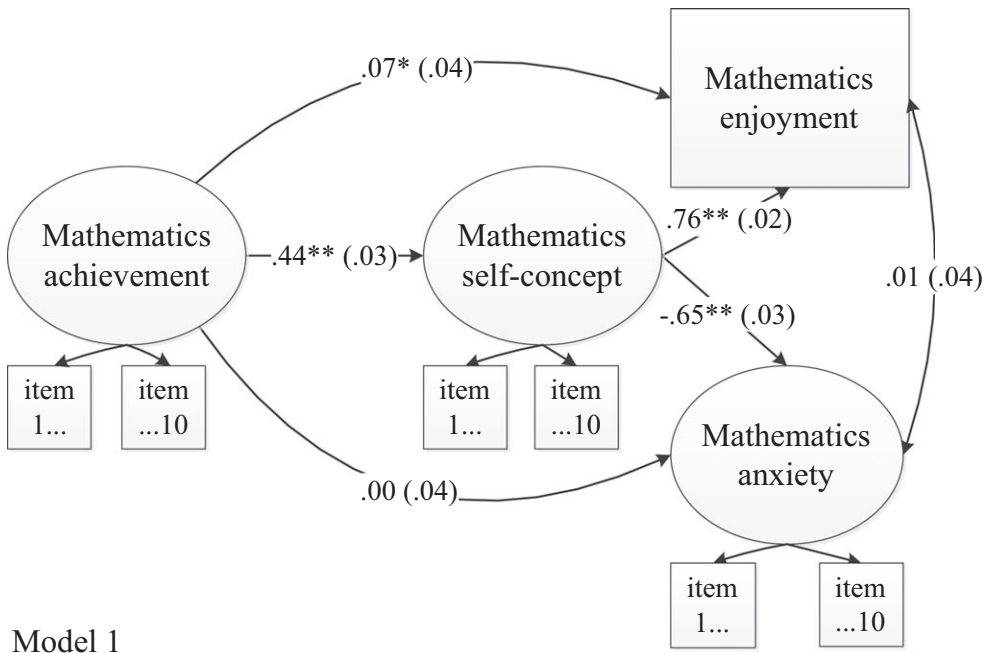 .07* (.04)
Mathematics
enjoyment
Mathematics
achievement
.44** (.03)
Mathematics
self-concept
.76** (.02)
-.65** (.03)
.01 (.04)
item
1...
item
...10
item
1...
item
...10
Mathematics
anxiety
.00 (.04)
item
1...
item
...10
Model 1